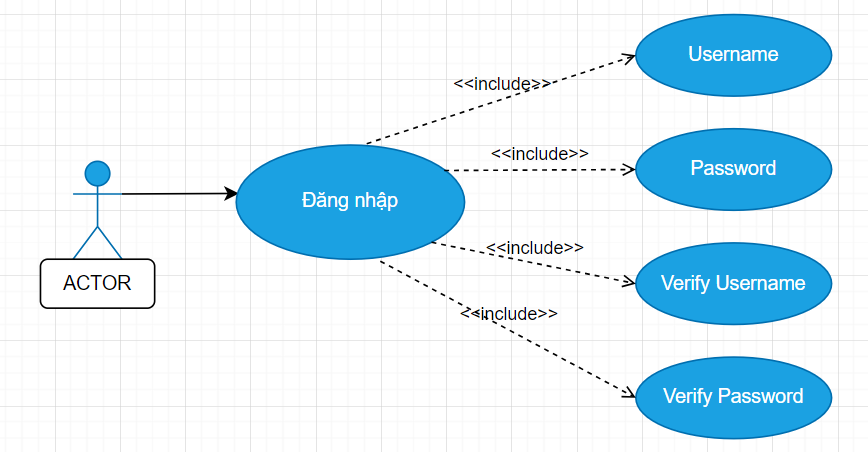 Username
<<include>>
<<include>>
Password
Đăng nhập
<<include>>
ACTOR
Verify Username
<<include>>
Verify Password